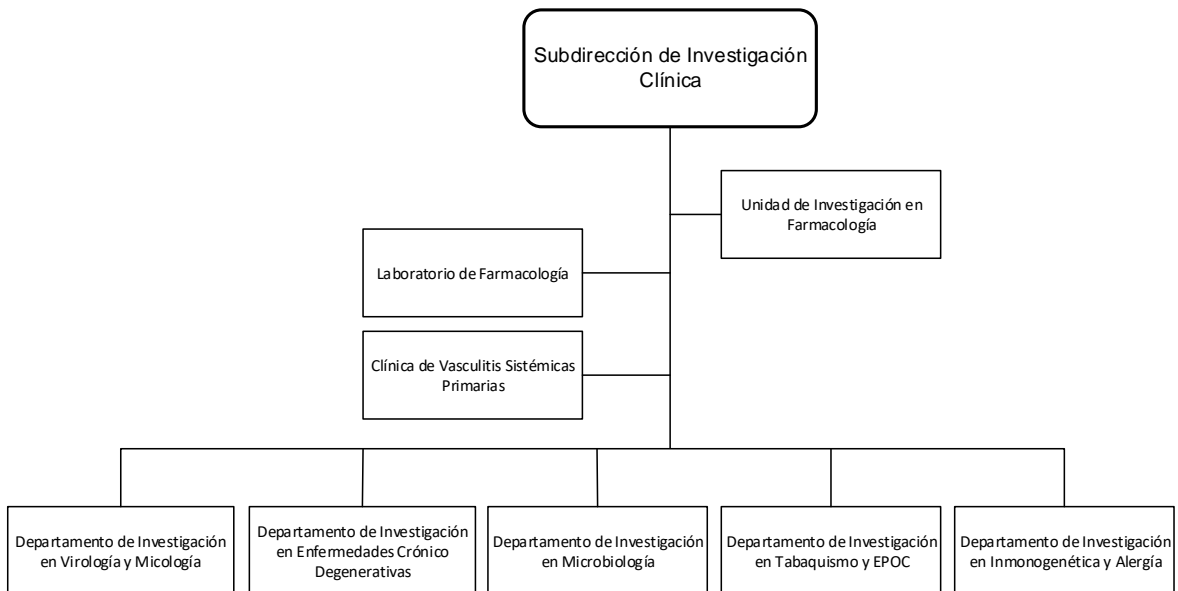 Subdirección de Investigación
Clínica
Unidad de Investigación en
Farmacología
Laboratorio de Farmacología
Clínica de Vasculitis Sistémicas
Primarias
Departamento de Investigación
en Virología y Micología
Departamento de Investigación
en Enfermedades Crónico
Degenerativas
Departamento de Investigación
en Microbiología
Departamento de Investigación
en Tabaquismo y EPOC
Departamento de Investigación
en Inmonogenética y Alergía